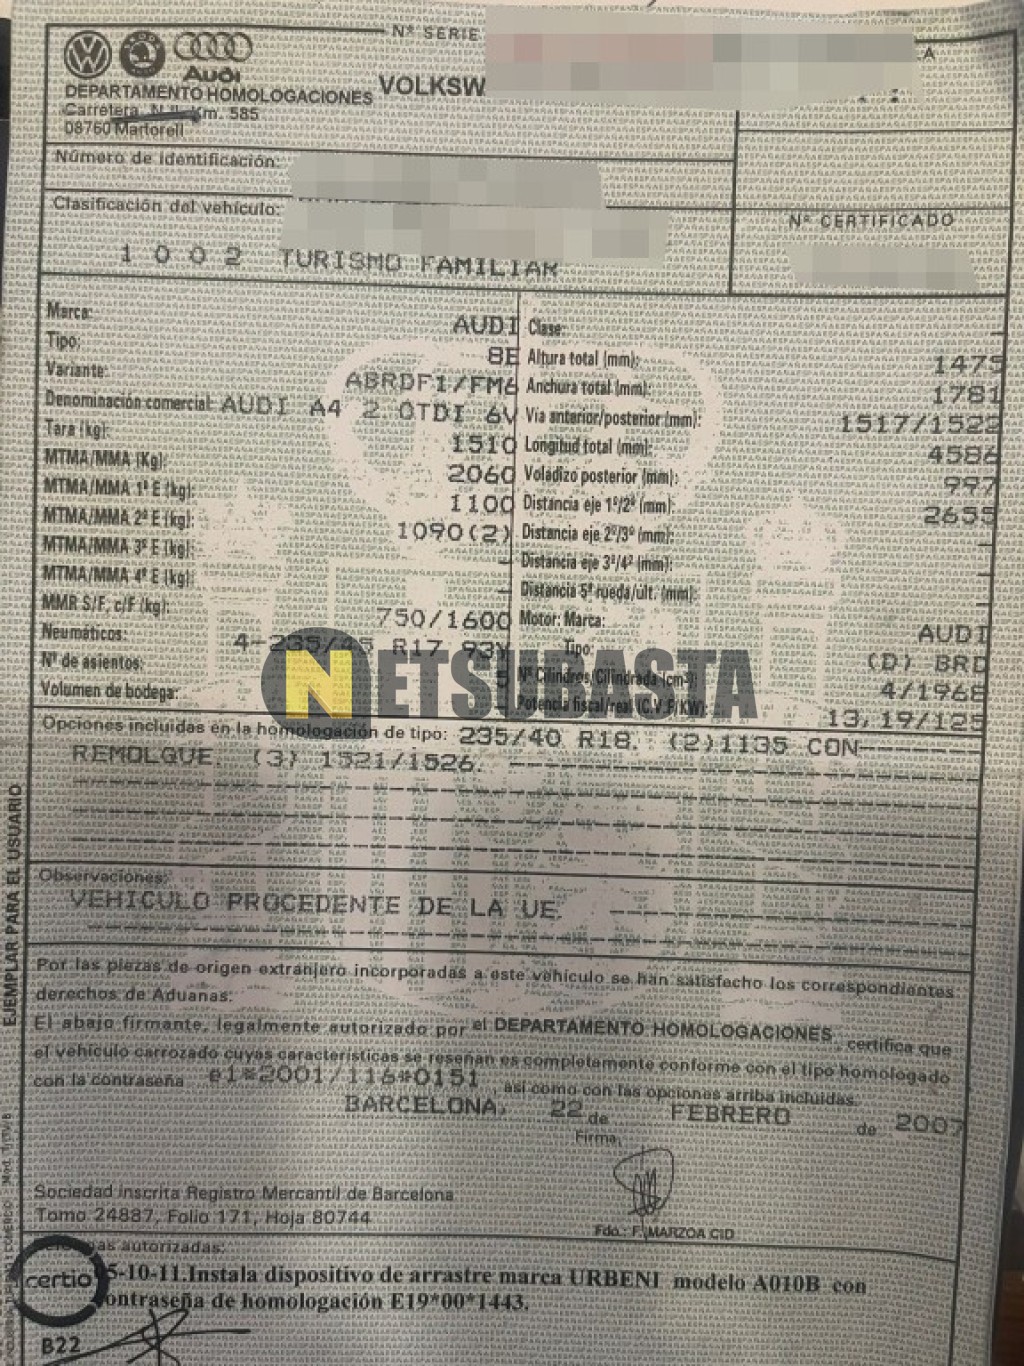 Nº SERIE
A
Audi
DEPARTAMENTO HOMOLOGACIONES
VOLKSW
Carretera N-II Km. 585
08760 Martorell
Número de identificación:
Clasificación del vehículo:
Nº CERTIFICADO
1002 TURISMO FAMILIAR
Marca: AUDI
Tipo: 8E
Variante: ABRDF1/FM6
Denominación comercial: AUDI A4 2.0TDI 6V
Tara (kg): 1510
MTMA/MMA (Kg): 2060
MTMA/MMA 1º E (kg): 1100
MTMA/MMA 2º E (kg): 1090(2)
MTMA/MMA 3º E (kg): -
MTMA/MMA 4º E (kg): -
MMR S/F, c/F (kg): 750/1600
Neumáticos: R17 93Y
Nº de asientos: 5
Volumen de bodega:
Clase: -
Altura total (mm): 1475
Anchura total (mm): 1781
Vía anterior/posterior (mm): 1517/1522
Longitud total (mm): 4586
Voladizo posterior (mm): 997
Distancia eje 1º/2º (mm): 2655
Distancia eje 2º/3º (mm): -
Distancia eje 3º/4º (mm): -
Distancia 5ª rueda/últ. (mm): -
Motor: Marca: AUDI
Tipo: (D) BRD
Nº Cilindros/Cilindrada (cm³): 4/1968
Potencia fiscal/real (C.V.F/KW): 13,19/125
NETSUBASTA
Opciones incluidas en la homologación de tipo: 235/40 R18. (2)1135 CON
REMOLQUE. (3) 1521/1526.
Observaciones:
VEHICULO PROCEDENTE DE LA UE.
EJEMPLAR PARA EL USUARIO
Por las piezas de origen extranjero incorporadas a este vehículo se han satisfecho los correspondientes
derechos de Aduanas.
El abajo firmante, legalmente autorizado por el DEPARTAMENTO HOMOLOGACIONES, certifica que
el vehículo carrozado cuyas características se reseñan es completamente conforme con el tipo homologado
con la contraseña e1*2001/116*0151 así como con las opciones arriba incluidas.
BARCELONA, 22 de FEBRERO de 2007
Firma,
Sociedad inscrita Registro Mercantil de Barcelona
Tomo 24887, Folio 171, Hoja 80744
Fdo.: F. MARZOA CID
autorizadas:
certio
5-10-11.Instala dispositivo de arrastre marca URBENI modelo A010B con
contraseña de homologación E19*00*1443.
B22